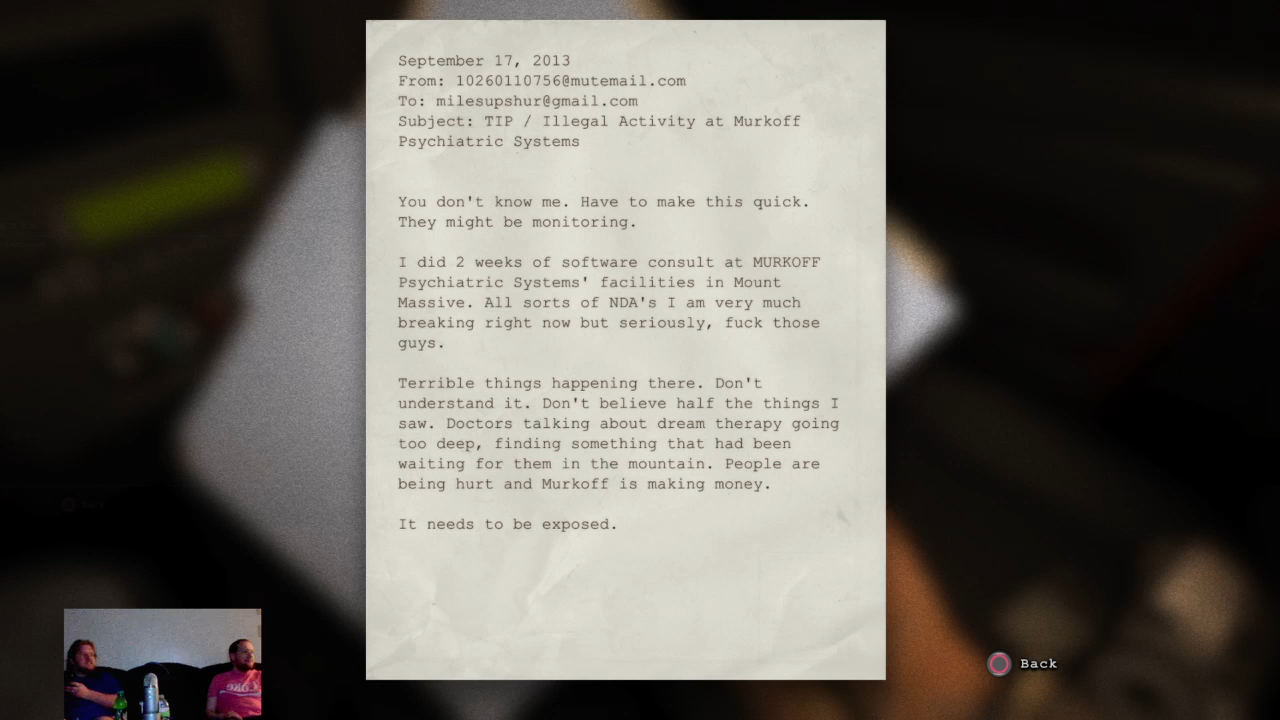 September 17, 2013
From: 10260110756@mutemail.com
To: milesupshur@gmail.com
Subject: TIP / Illegal Activity at Murkoff
Psychiatric Systems
You don't know me. Have to make this quick.
They might be monitoring.
I did 2 weeks of software consult at MURKOFF
Psychiatric Systems' facilities in Mount
Massive. All sorts of NDA's I am very much
breaking right now but seriously, fuck those
guys.
Terrible things happening there. Don't
understand it. Don't believe half the things I
saw. Doctors talking about dream therapy going
too deep, finding something that had been
waiting for them in the mountain. People are
being hurt and Murkoff is making money.
It needs to be exposed.
Back